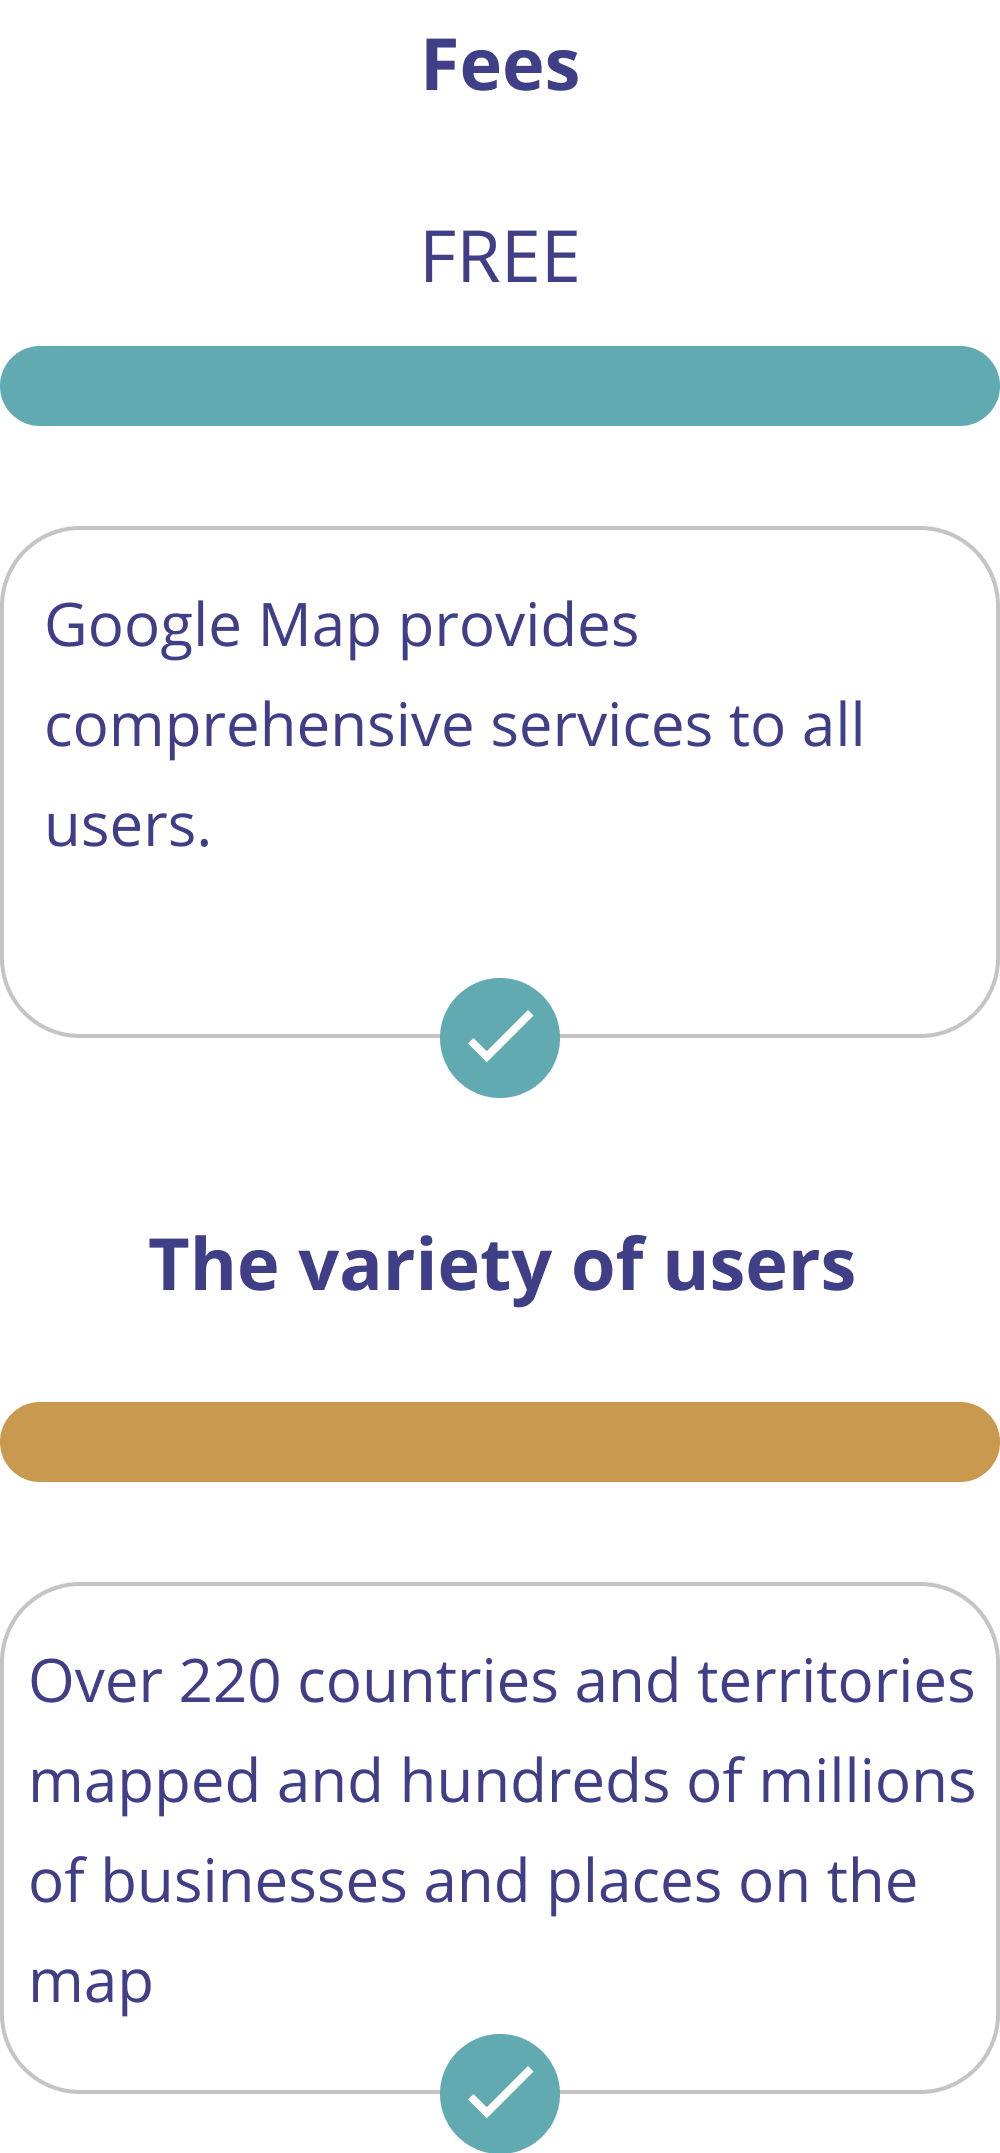 Fees
FREE
Google Map provides
comprehensive services to all
users.
The variety of users
Over 220 countries and territories
mapped and hundreds of millions
of businesses and places on the
map